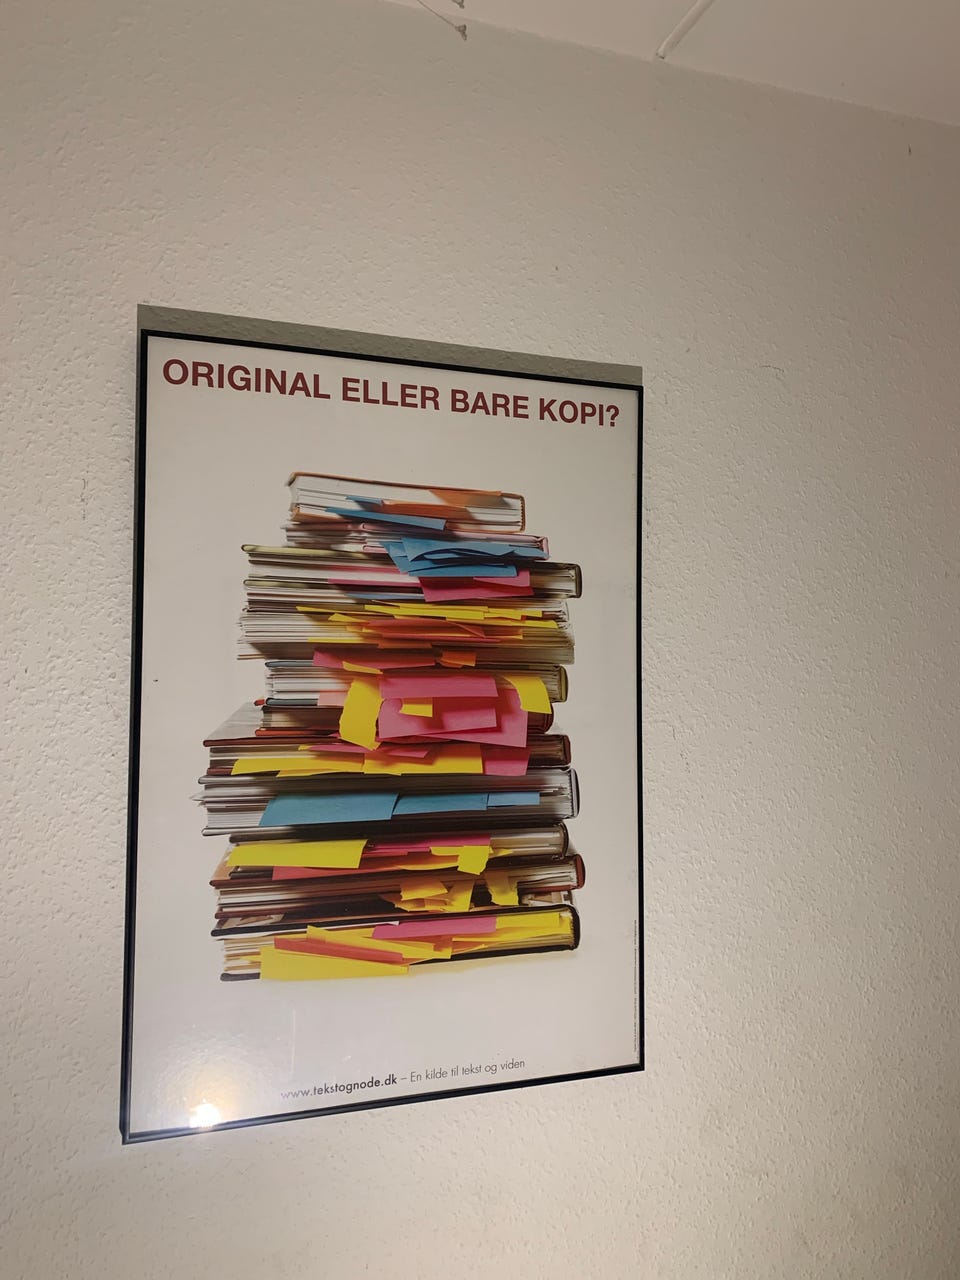 ORIGINAL ELLER BARE KOPI?
www.tekstognode.dk – En kilde til tekst og viden